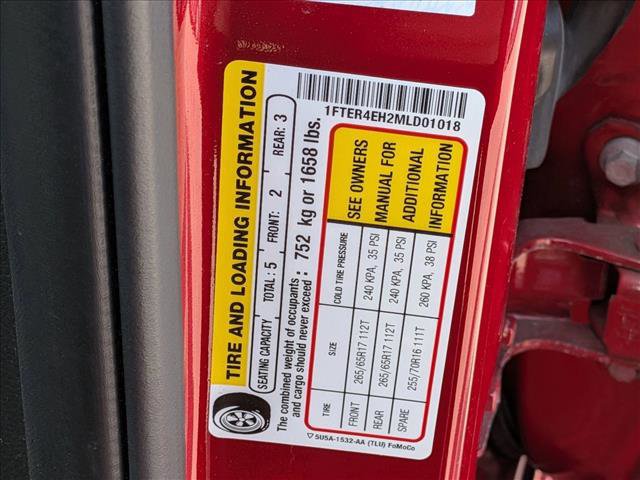 1FTER4EH2MLD01018
TIRE AND LOADING INFORMATION
SEATING CAPACITY TOTAL: 5 FRONT: 2 REAR: 3
The combined weight of occupants
and cargo should never exceed: 752 kg or 1658 lbs.
TIRE SIZE COLD TIRE PRESSURE SEE OWNERS
FRONT 265/65R17 112T 240 KPA, 35 PSI MANUAL FOR
REAR 265/65R17 112T 240 KPA, 35 PSI ADDITIONAL
SPARE 255/70R16 111T 260 KPA, 38 PSI INFORMATION
5U5A-1532-AA (TLU) FoMoCo